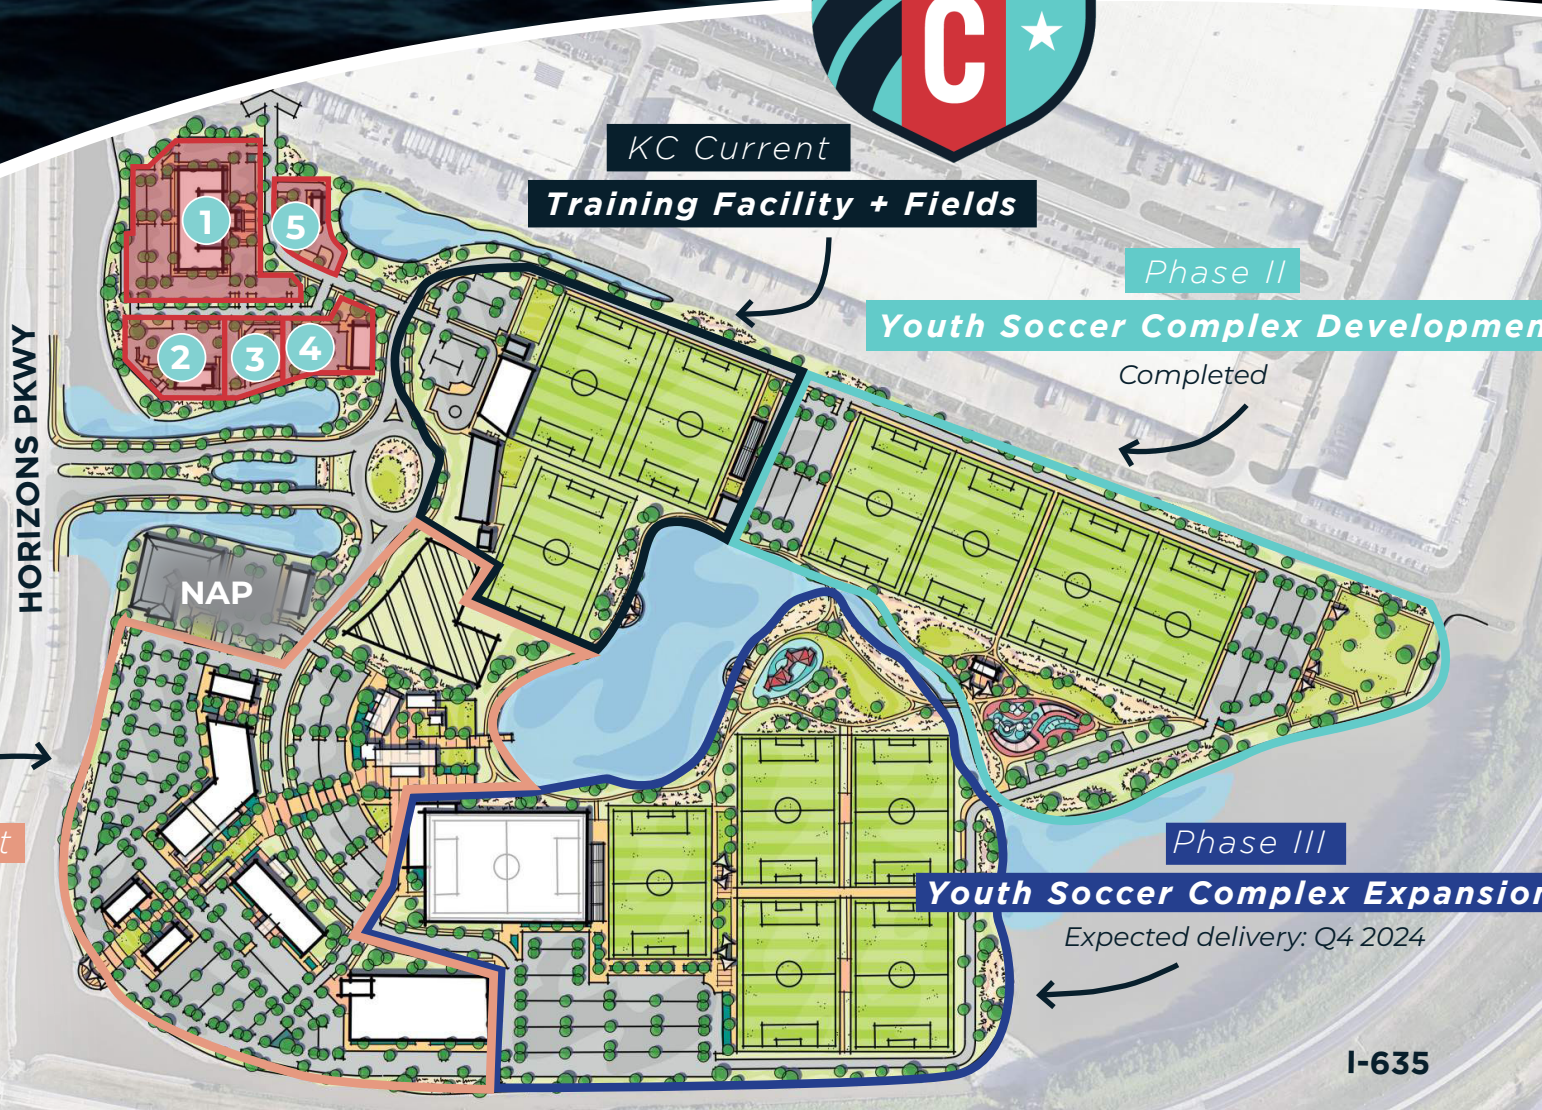 C
KC Current
Training Facility + Fields
Phase II
Youth Soccer Complex Developmen
Completed
1
5
2
3
4
HORIZONS PKWY
NAP
t
Phase III
Youth Soccer Complex Expansion
Expected delivery: Q4 2024
I-635